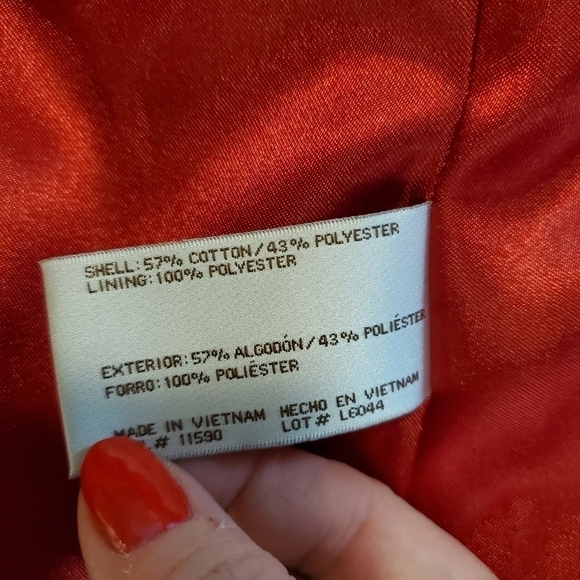 SHELL: 57% COTTON / 43% POLYESTER
LINING: 100% POLYESTER
EXTERIOR: 57% ALGODÓN / 43% POLIÉSTER
FORRO: 100% POLIÉSTER
MADE IN VIETNAM HECHO EN VIETNAM
# 11590 LOT # L6044